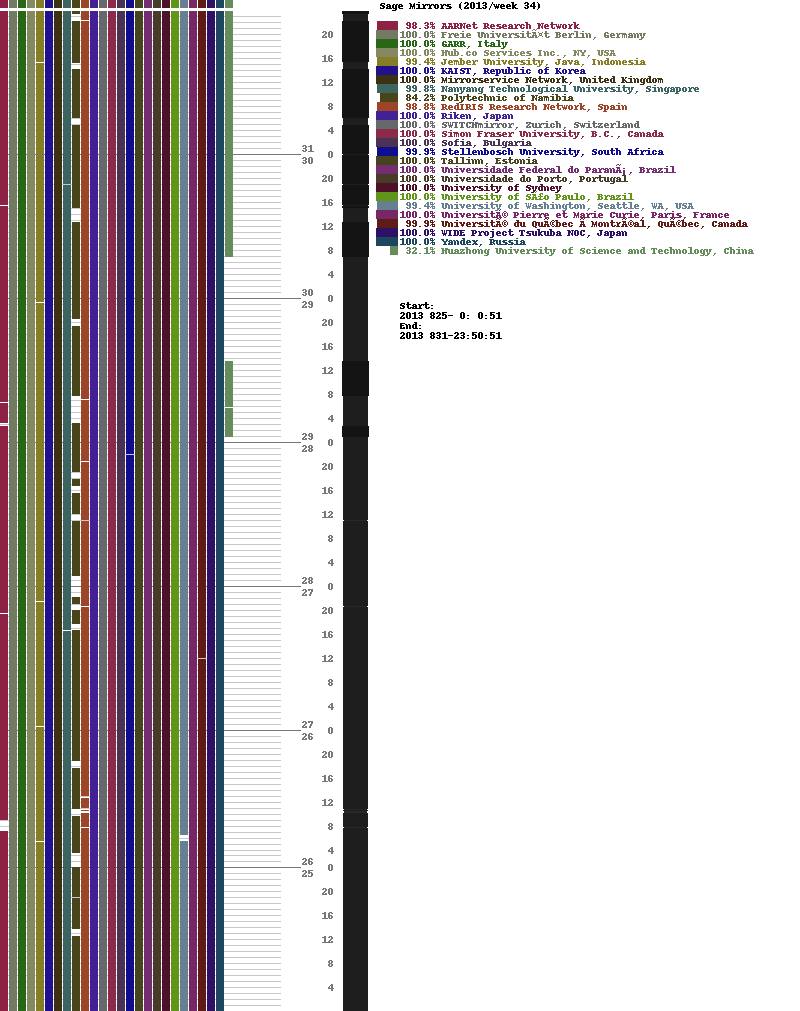 Sage Mirrors (2013/week 34)
98.3% AARNet Research Network
100.0% Freie UniversitÃ¤t Berlin, Germany
100.0% GARR, Italy
100.0% Hub.co Services Inc., NY, USA
99.4% Jember University, Java, Indonesia
100.0% KAIST, Republic of Korea
100.0% Mirrorservice Network, United Kingdom
99.8% Nanyang Technological University, Singapore
84.2% Polytechnic of Namibia
98.8% RedIRIS Research Network, Spain
100.0% Riken, Japan
100.0% SWITCHmirror, Zurich, Switzerland
100.0% Simon Fraser University, B.C., Canada
100.0% Sofia, Bulgaria
99.9% Stellenbosch University, South Africa
100.0% Tallinn, Estonia
100.0% Universidade Federal do ParanÃ¡, Brazil
100.0% Universidade do Porto, Portugal
100.0% University of Sydney
100.0% University of SÃ£o Paulo, Brazil
99.4% University of Washington, Seattle, WA, USA
100.0% UniversitÃ© Pierre et Marie Curie, Paris, France
99.9% UniversitÃ© du QuÃ©bec A MontrÃ©al, QuÃ©bec, Canada
100.0% WIDE Project Tsukuba NOC, Japan
100.0% Yandex, Russia
32.1% Huazhong University of Science and Technology, China
Start:
2013 825- 0: 0:51
End:
2013 831-23:50:51
20
16
12
8
4
31
0
30
20
16
12
8
4
30
0
29
20
16
12
8
4
29
0
28
20
16
12
8
4
28
0
27
20
16
12
8
4
27
0
26
20
16
12
8
4
26
0
25
20
16
12
8
4